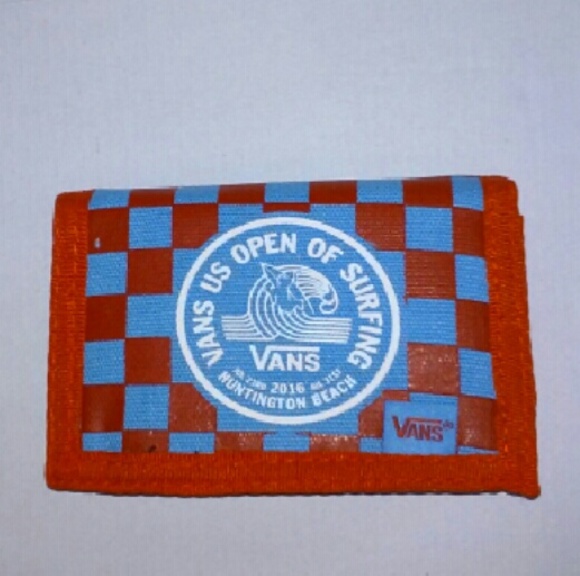 VANS US OPEN OF SURFING
VANS
2016
HUNTINGTON BEACH
VANS